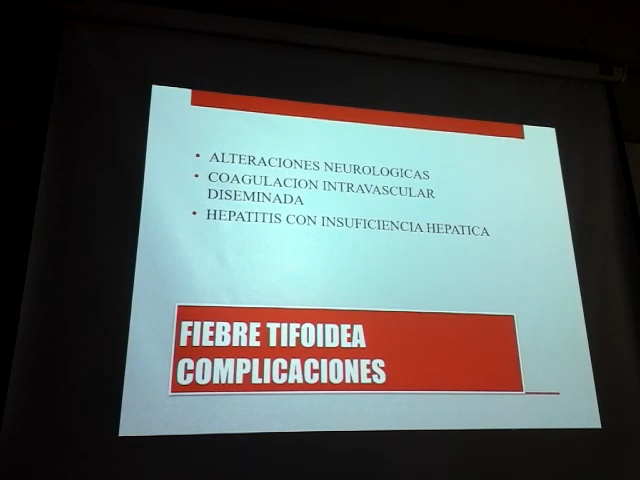 • ALTERACIONES NEUROLOGICAS
• COAGULACION INTRAVASCULAR
DISEMINADA
• HEPATITIS CON INSUFICIENCIA HEPATICA
FIEBRE TIFOIDEA
COMPLICACIONES